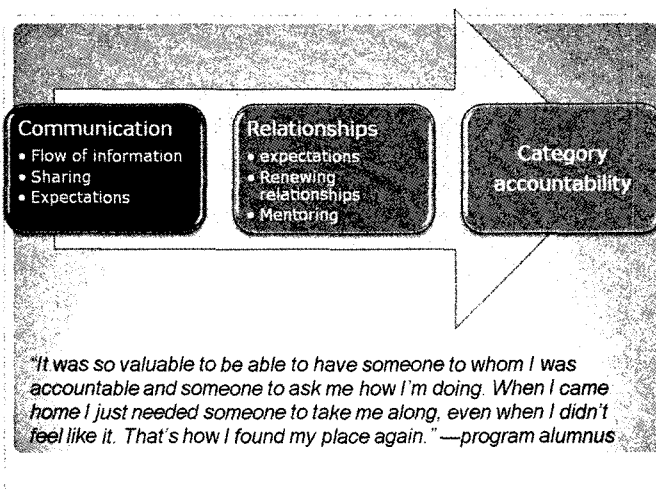 Communication
• Flow of information
• Sharing
• Expectations
Relationships
• expectations
• Renewing
relationships
• Mentoring
Category
accountability
"It was so valuable to be able to have someone to whom I was
accountable and someone to ask me how I'm doing. When I came
home I just needed someone to take me along, even when I didn't
feel like it. That's how I found my place again." —program alumnus